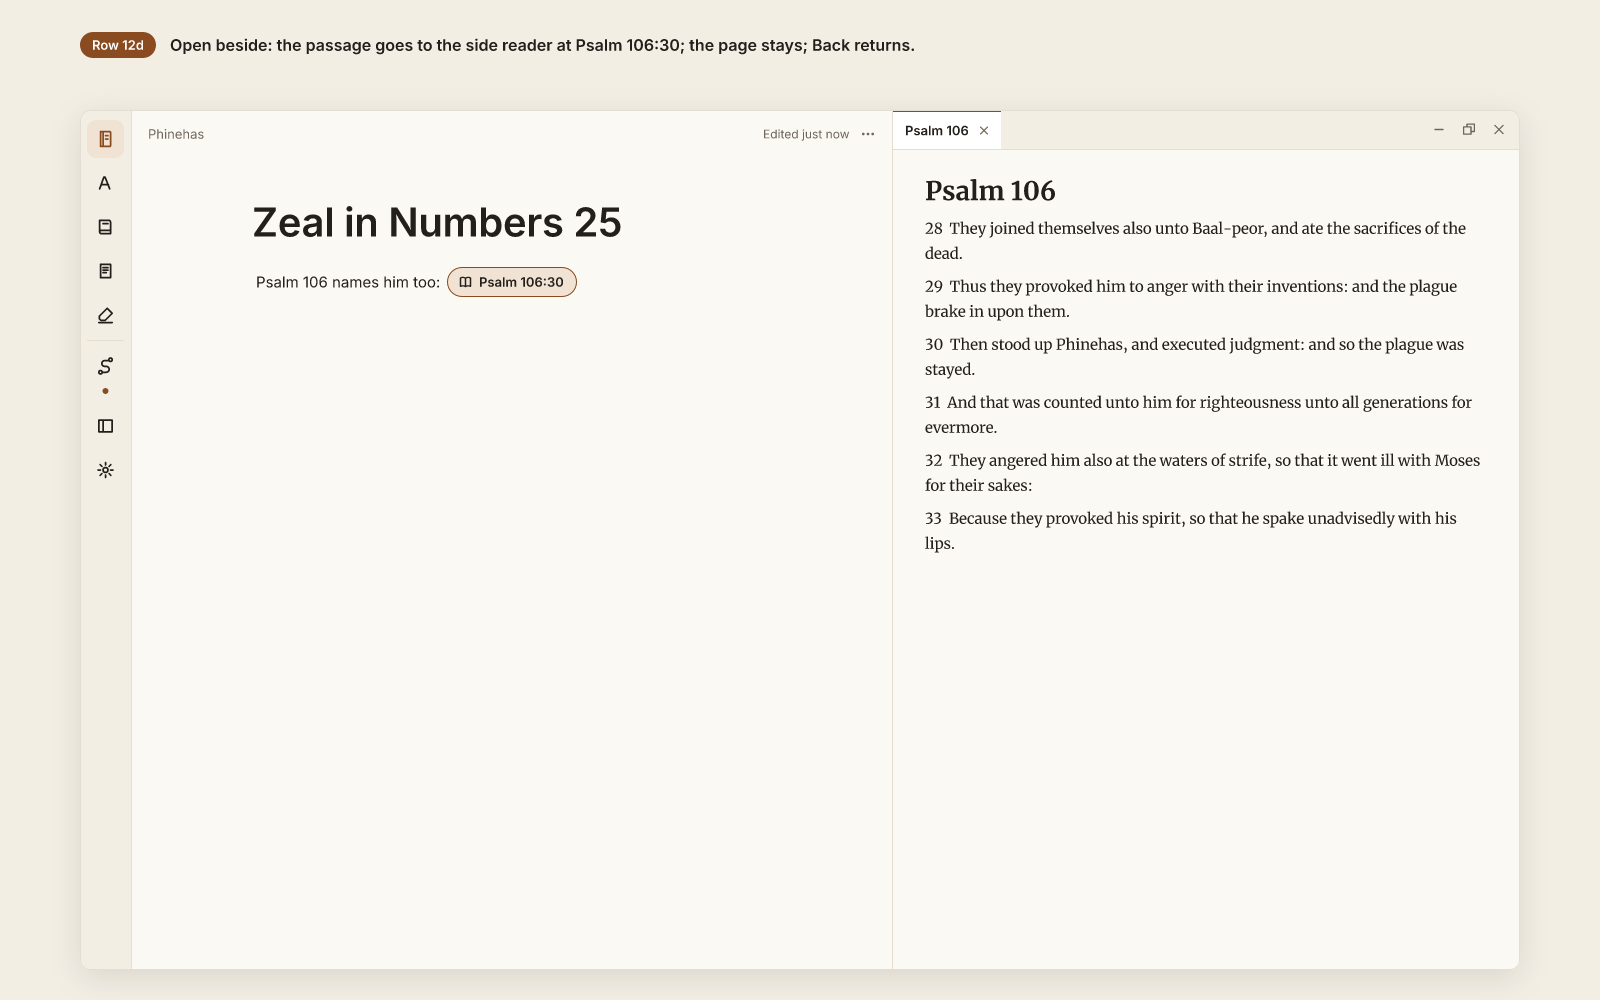 Row 12d
Open beside: the passage goes to the side reader at Psalm 106:30; the page stays; Back returns.
Phinehas
Edited just now
Zeal in Numbers 25
Psalm 106 names him too: Psalm 106:30
Psalm 106
Psalm 106
28 They joined themselves also unto Baal-peor, and ate the sacrifices of the
dead.
29 Thus they provoked him to anger with their inventions: and the plague
brake in upon them.
30 Then stood up Phinehas, and executed judgment: and so the plague was
stayed.
31 And that was counted unto him for righteousness unto all generations for
evermore.
32 They angered him also at the waters of strife, so that it went ill with Moses
for their sakes:
33 Because they provoked his spirit, so that he spake unadvisedly with his
lips.